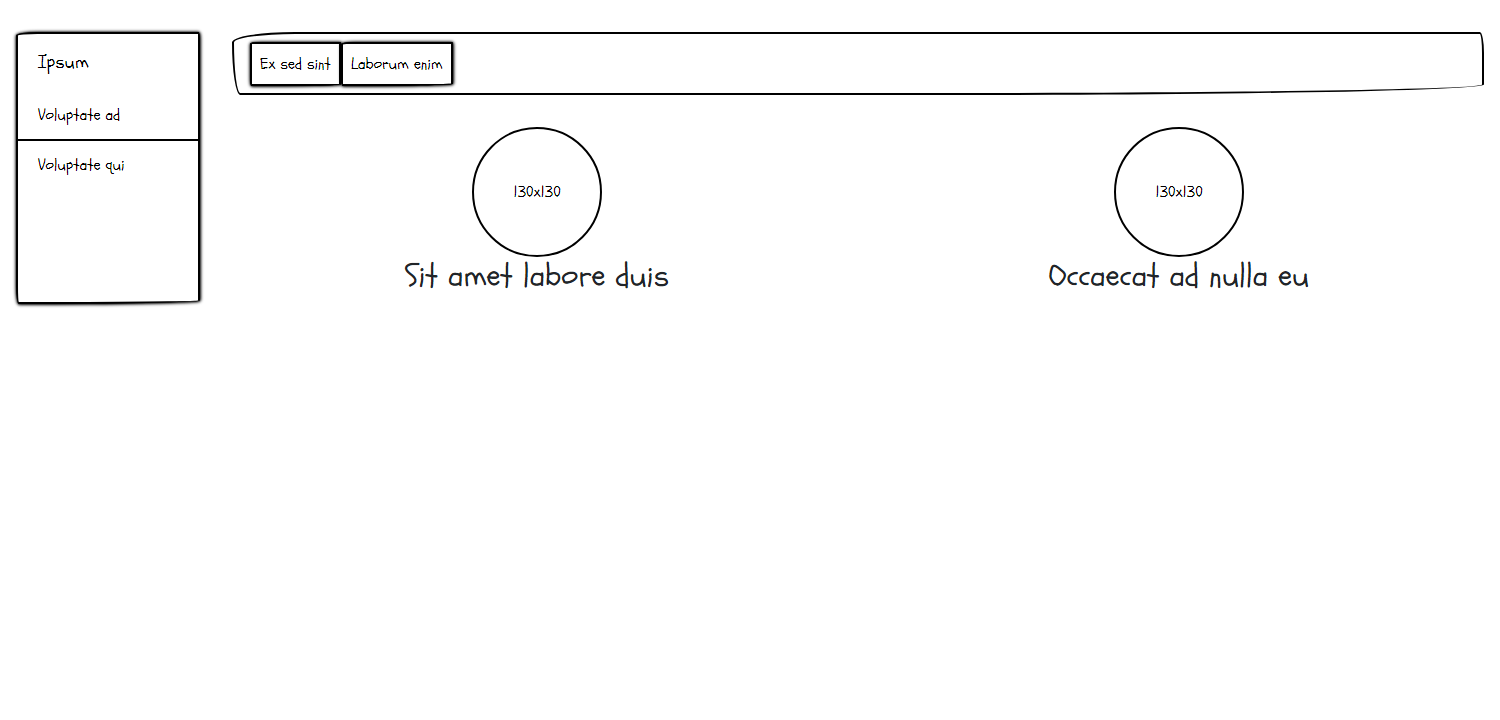 Ipsum
Voluptate ad
Voluptate qui
Ex sed sint
Laborum enim
130x130
Sit amet labore duis
130x130
Occaecat ad nulla eu